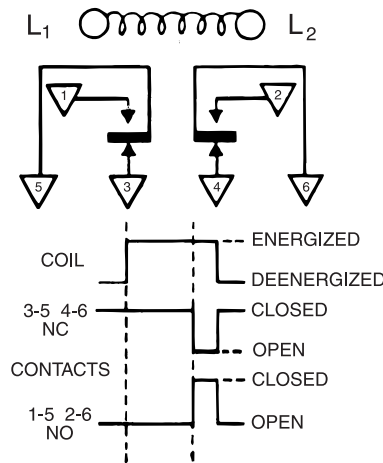 L1 L2
1 2
5 3 4 6
ENERGIZED
COIL
DEENERGIZED
3-5 4-6 CLOSED
NC
OPEN
CONTACTS
CLOSED
1-5 2-6 OPEN
NO